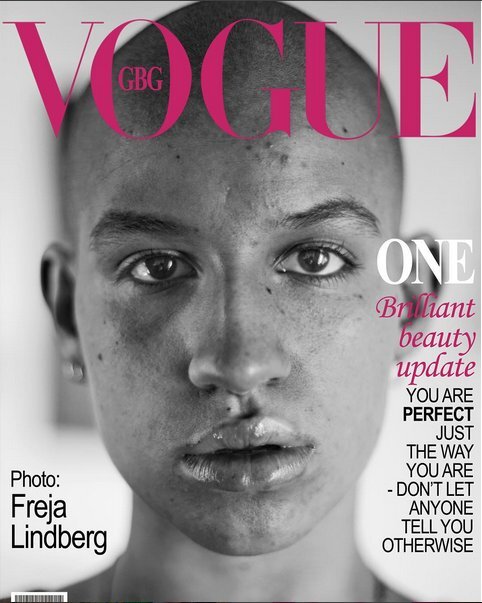 VOGUE
GBG
ONE
Brilliant
beauty
update
YOU ARE
PERFECT
JUST
THE WAY
YOU ARE
- DON'T LET
ANYONE
TELL YOU
OTHERWISE
Photo:
Freja
Lindberg